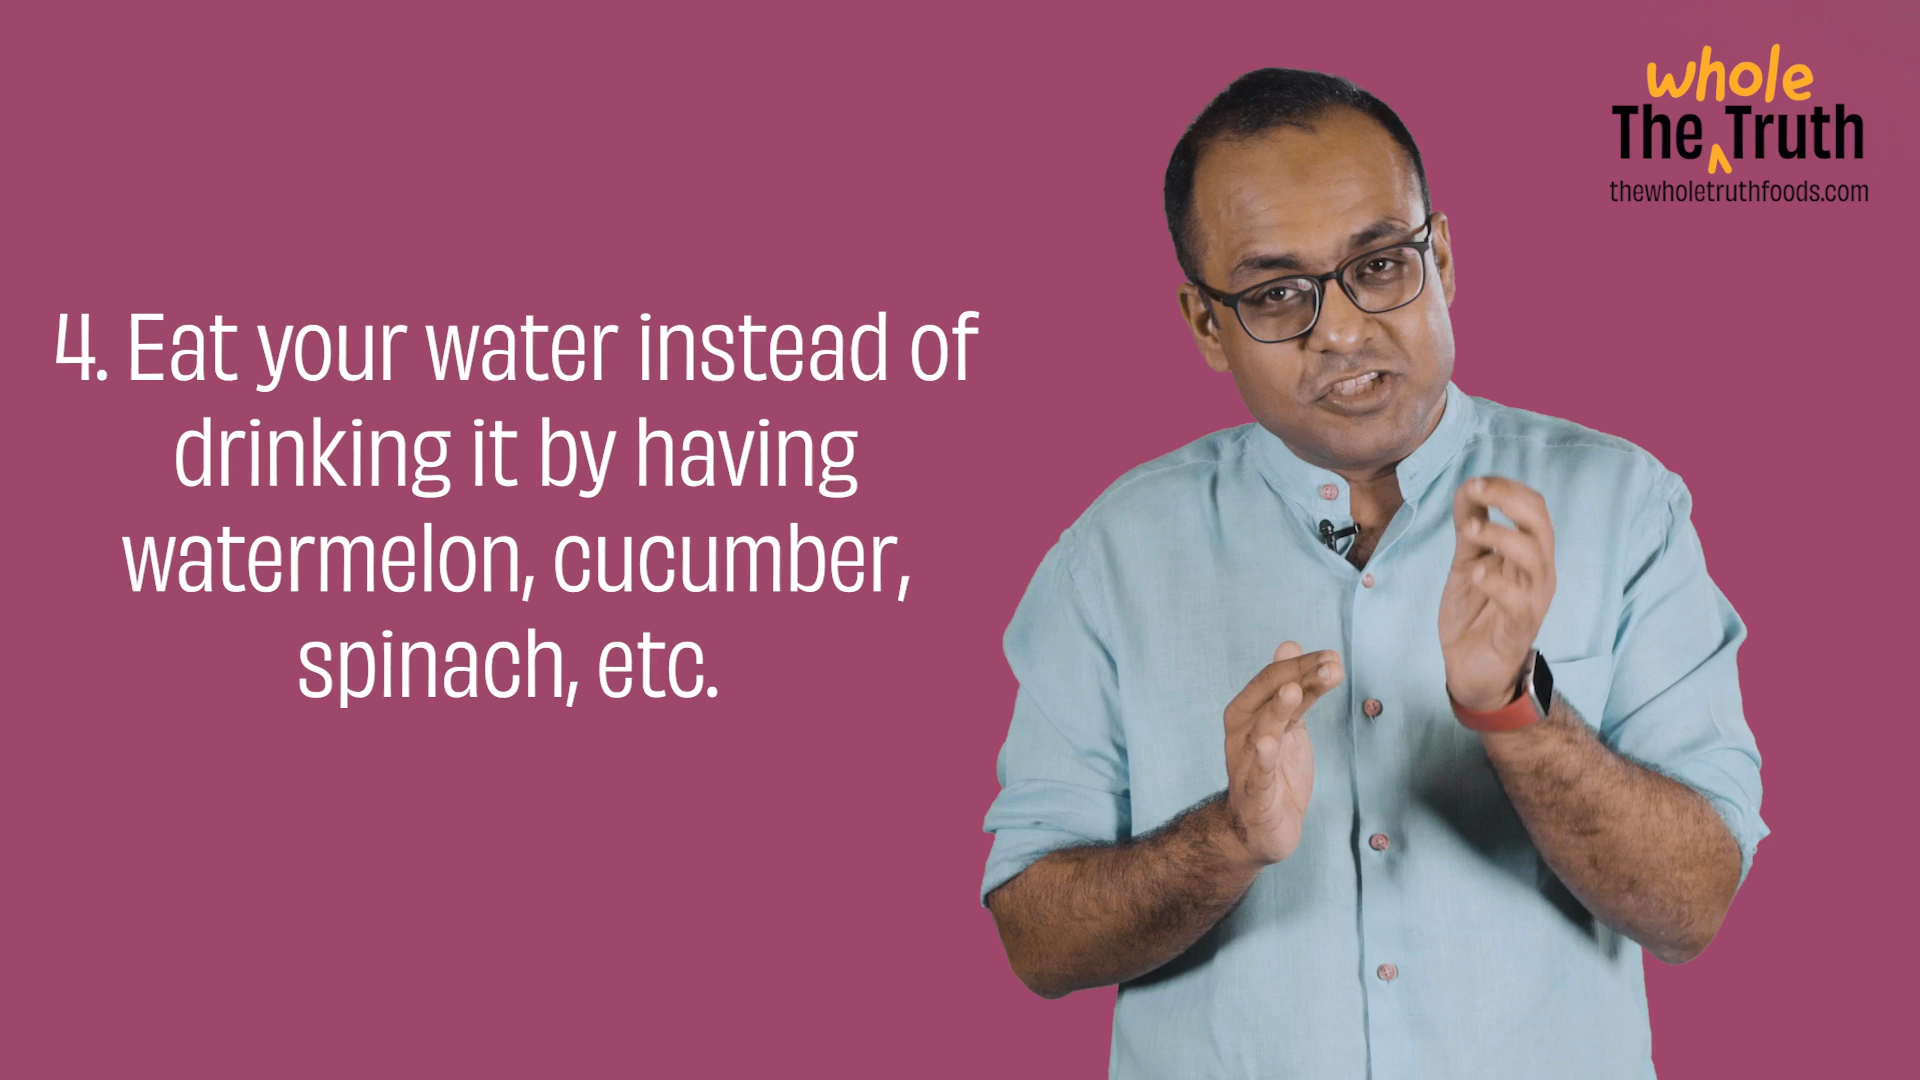 whole
The Truth
thewholetruthfoods.com
4. Eat your water instead of
drinking it by having
watermelon, cucumber,
spinach, etc.